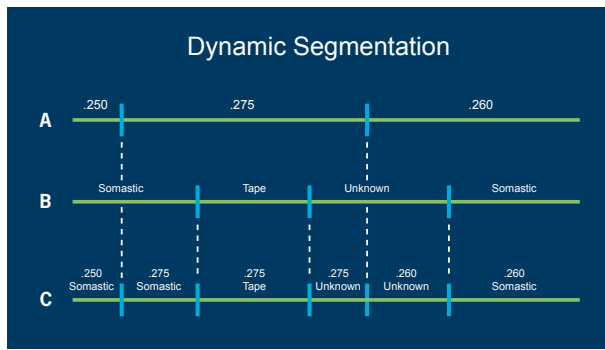 Dynamic Segmentation
.250 .275 .260
A
Somastic Tape Unknown Somastic
B
.250 .275 .275 .275 .260 .260
Somastic Somastic Tape Unknown Unknown Somastic
C